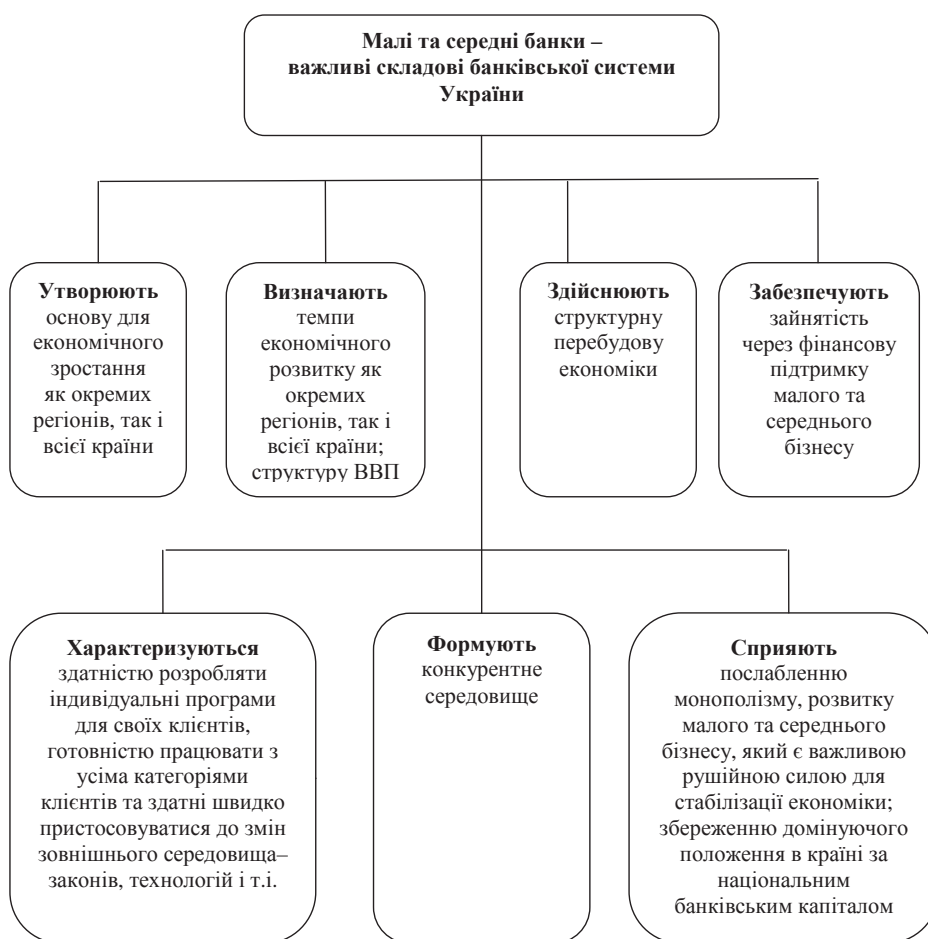 Малі та середні банки –
важливі складові банківської системи
України
Утворюють
основу для
економічного
зростання
як окремих
регіонів, так і
всієї країни
Визначають
темпи
економічного
розвитку як
окремих
регіонів, так і
всієї країни;
структуру ВВП
Здійснюють
структурну
перебудову
економіки
Забезпечують
зайнятість
через фінансову
підтримку
малого та
середнього
бізнесу
Характеризуються
здатністю розробляти
індивідуальні програми
для своїх клієнтів,
готовністю працювати з
усіма категоріями
клієнтів та здатні швидко
пристосовуватися до змін
зовнішнього середовища–
законів, технологій і т.і.
Формують
конкурентне
середовище
Сприяють
послабленню
монополізму, розвитку
малого та середнього
бізнесу, який є важливою
рушійною силою для
стабілізації економіки;
збереженню домінуючого
положення в країні за
національним
банківським капіталом